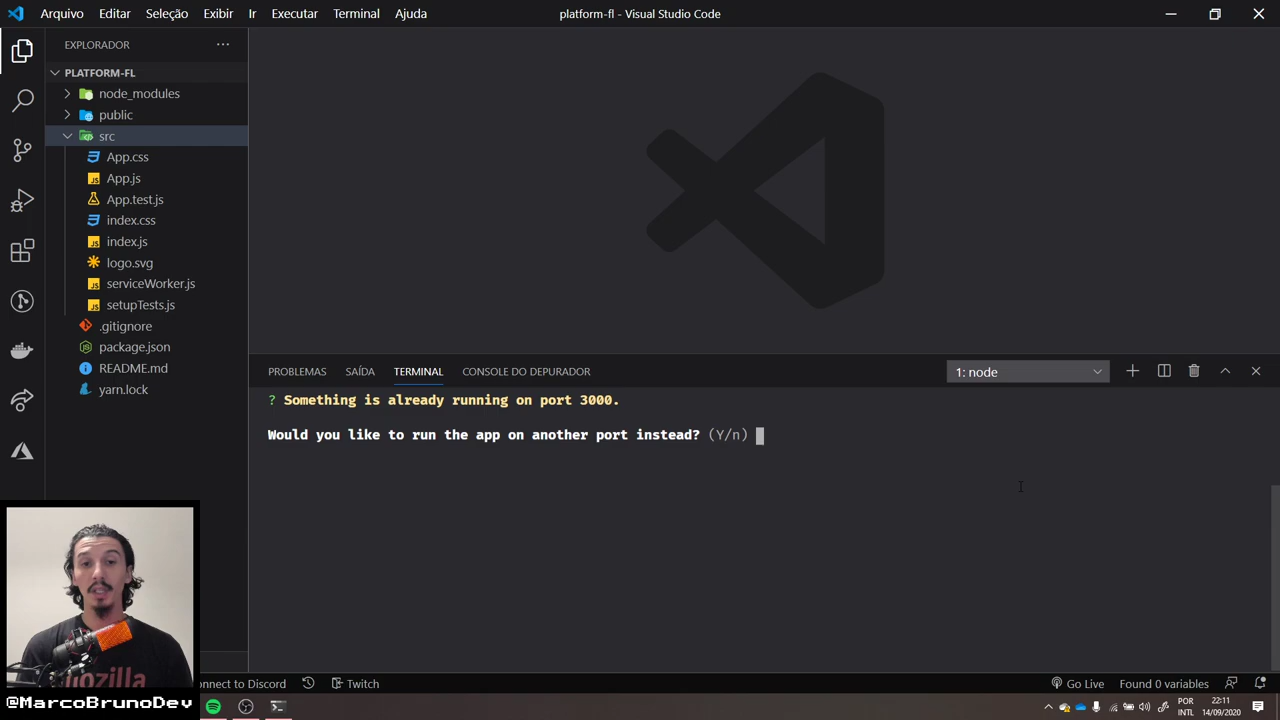 Arquivo Editar Seleção Exibir Ir Executar Terminal Ajuda
platform-fl - Visual Studio Code
EXPLORADOR
PLATFORM-FL
node_modules
public
src
App.css
App.js
App.test.js
index.css
index.js
logo.svg
serviceWorker.js
setupTests.js
.gitignore
package.json
README.md
yarn.lock
PROBLEMAS SAÍDA TERMINAL CONSOLE DO DEPURADOR
1: node
? Something is already running on port 3000.
Would you like to run the app on another port instead? (Y/n)
mozilla
@MarcoBrunoDev
onnect to Discord
Twitch
Go Live
Found 0 variables
POR
INTL
22:11
14/09/2020